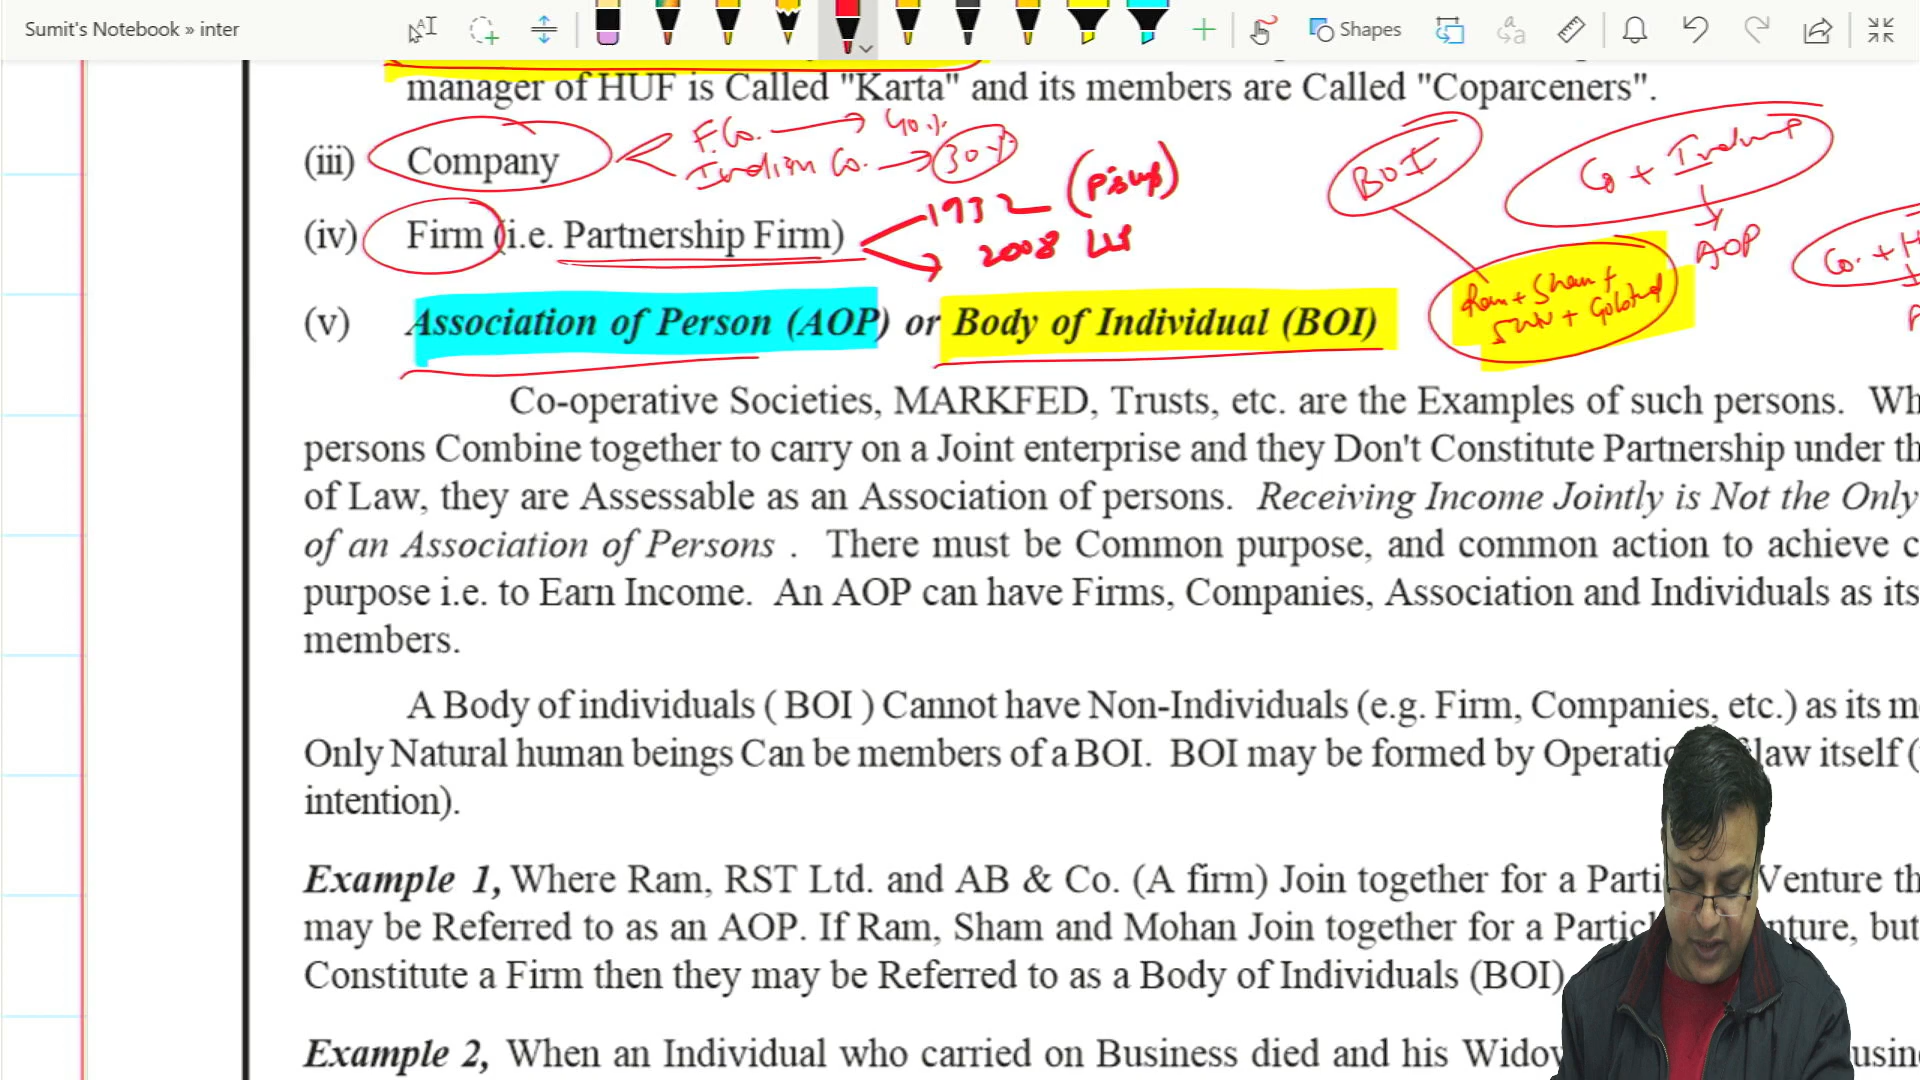 Sumit's Notebook » inter
Shapes
manager of HUF is Called "Karta" and its members are Called "Coparceners".
F. Co. → 40%
(iii) Company
Indian Co. → 30%
BOI
Co + Individual
AOP
1932
(iv) Firm (i.e. Partnership Firm)
2008 LLP
Co. + H
Ram + Sham +
(v) Association of Person (AOP) or Body of Individual (BOI)
Co-operative Societies, MARKFED, Trusts, etc. are the Examples of such persons. Wh
persons Combine together to carry on a Joint enterprise and they Don't Constitute Partnership under th
of Law, they are Assessable as an Association of persons. Receiving Income Jointly is Not the Only
of an Association of Persons . There must be Common purpose, and common action to achieve c
purpose i.e. to Earn Income. An AOP can have Firms, Companies, Association and Individuals as its
members.
A Body of individuals ( BOI ) Cannot have Non-Individuals (e.g. Firm, Companies, etc.) as its m
Only Natural human beings Can be members of a BOI. BOI may be formed by Operatio law itself (
intention).
Example 1, Where Ram, RST Ltd. and AB & Co. (A firm) Join together for a Parti Venture th
may be Referred to as an AOP. If Ram, Sham and Mohan Join together for a Partic nture, but
Constitute a Firm then they may be Referred to as a Body of Individuals (BOI)
Example 2, When an Individual who carried on Business died and his Widow usin